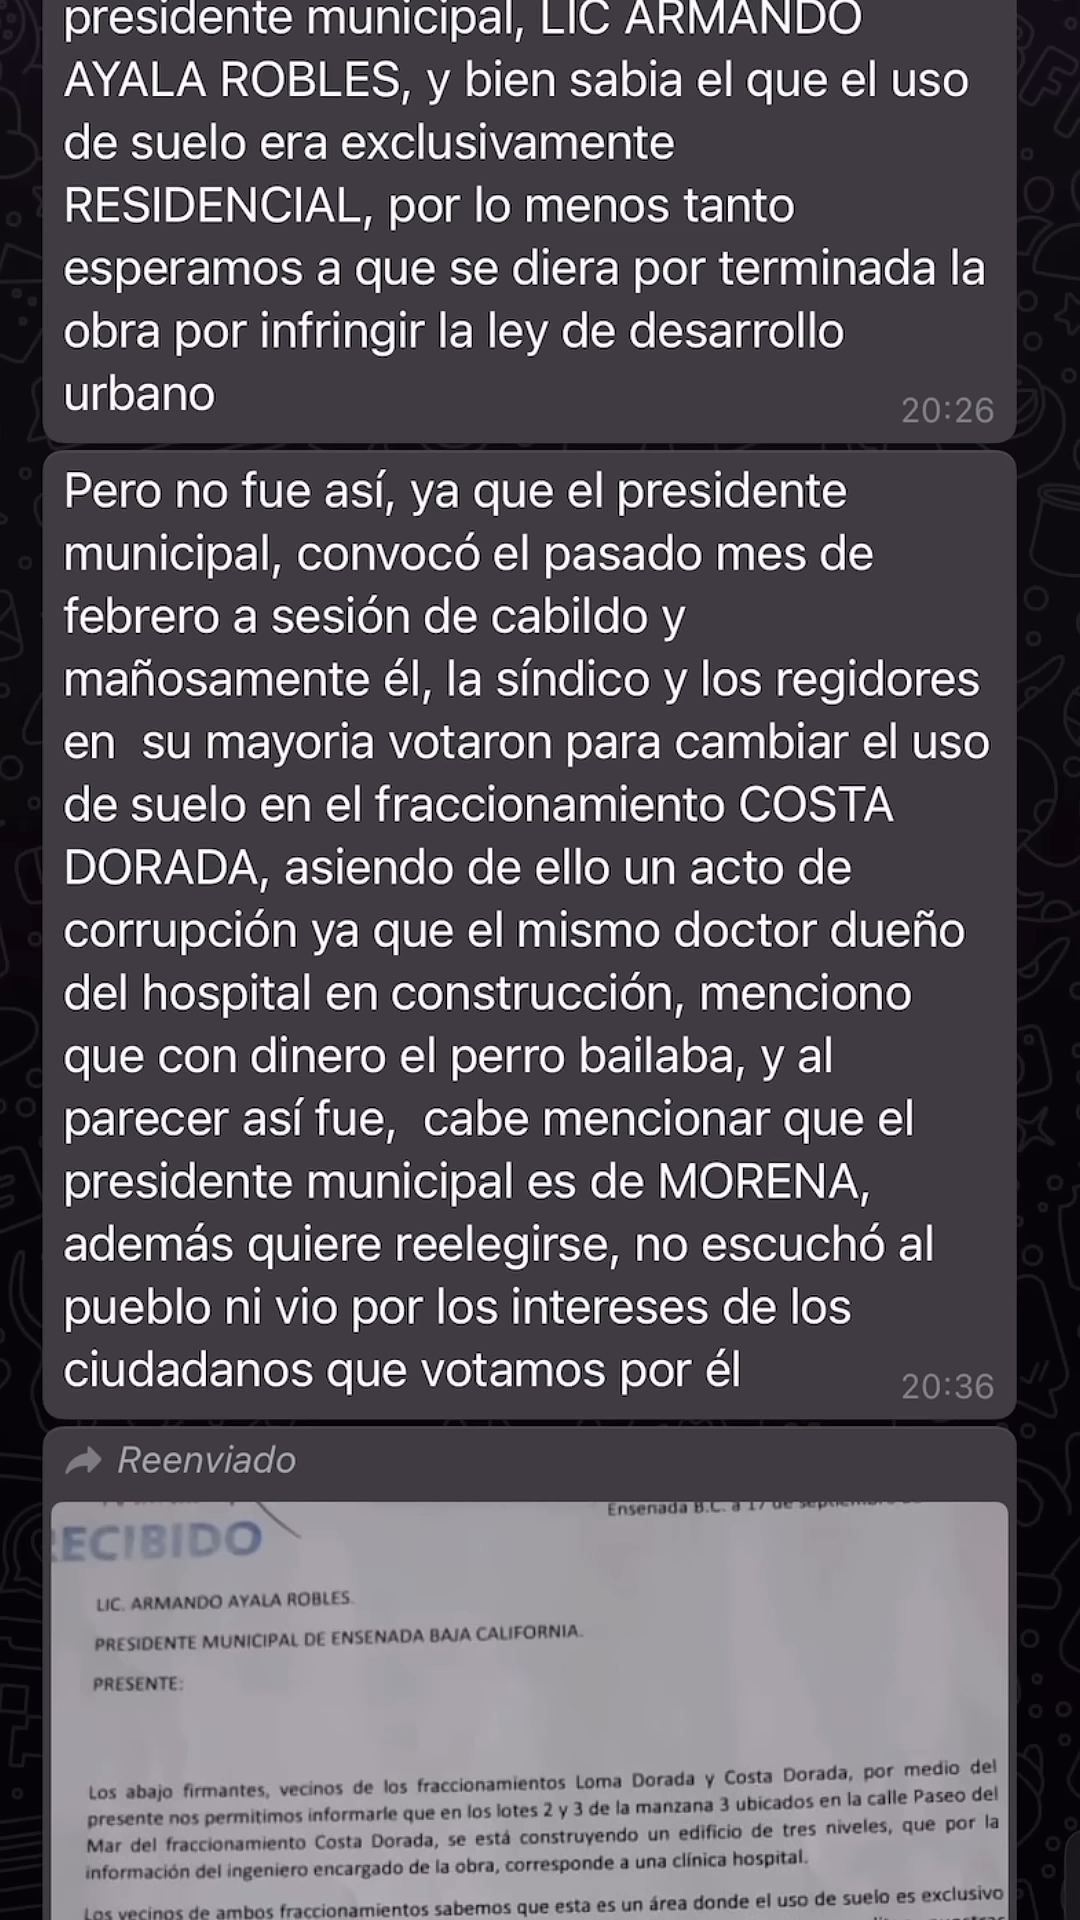 presidente municipal, LIC ARMANDO
AYALA ROBLES, y bien sabia el que el uso
de suelo era exclusivamente
RESIDENCIAL, por lo menos tanto
esperamos a que se diera por terminada la
obra por infringir la ley de desarrollo
urbano
20:26
Pero no fue así, ya que el presidente
municipal, convocó el pasado mes de
febrero a sesión de cabildo y
mañosamente él, la síndico y los regidores
en  su mayoria votaron para cambiar el uso
de suelo en el fraccionamiento COSTA
DORADA, asiendo de ello un acto de
corrupción ya que el mismo doctor dueño
del hospital en construcción, menciono
que con dinero el perro bailaba, y al
parecer así fue,  cabe mencionar que el
presidente municipal es de MORENA,
además quiere reelegirse, no escuchó al
pueblo ni vio por los intereses de los
ciudadanos que votamos por él
20:36
Reenviado
Ensenada B.C. a 17 de septiembre
RECIBIDO
LIC. ARMANDO AYALA ROBLES.
PRESIDENTE MUNICIPAL DE ENSENADA BAJA CALIFORNIA.
PRESENTE:
Los abajo firmantes, vecinos de los fraccionamientos Loma Dorada y Costa Dorada, por medio del
presente nos permitimos informarle que en los lotes 2 y 3 de la manzana 3 ubicados en la calle Paseo del
Mar del fraccionamiento Costa Dorada, se está construyendo un edificio de tres niveles, que por la
información del ingeniero encargado de la obra, corresponde a una clínica hospital.
Los vecinos de ambos fraccionamientos sabemos que esta es un área donde el uso de suelo es exclusivo